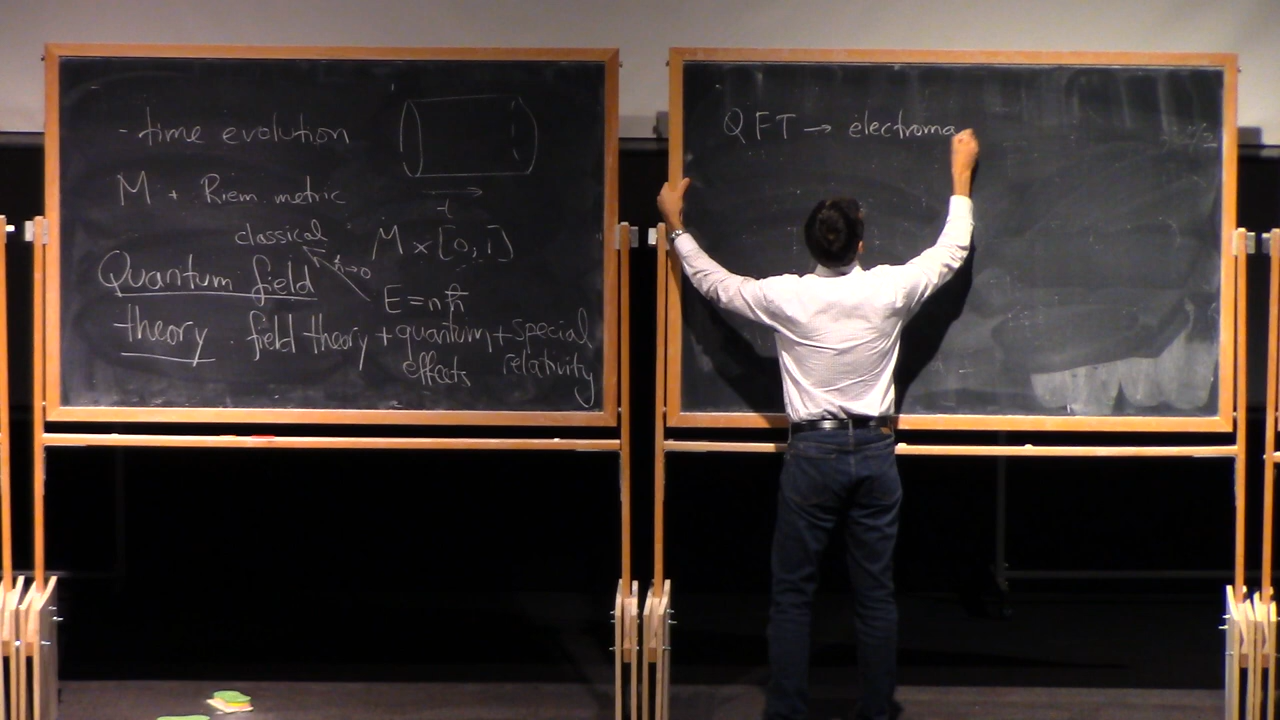 - time evolution
M + Riem. metric
t
classical
ħ→0
M × [0,1]
Quantum field
E = nħ
theory. field theory + quantum + special
effects relativity
QFT → electroma